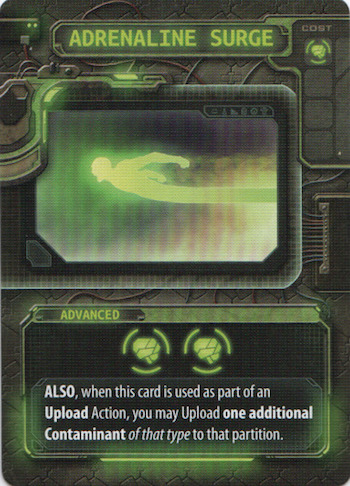 ADRENALINE SURGE
COST
ADVANCED
ALSO, when this card is used as part of an
Upload Action, you may Upload one additional
Contaminant of that type to that partition.